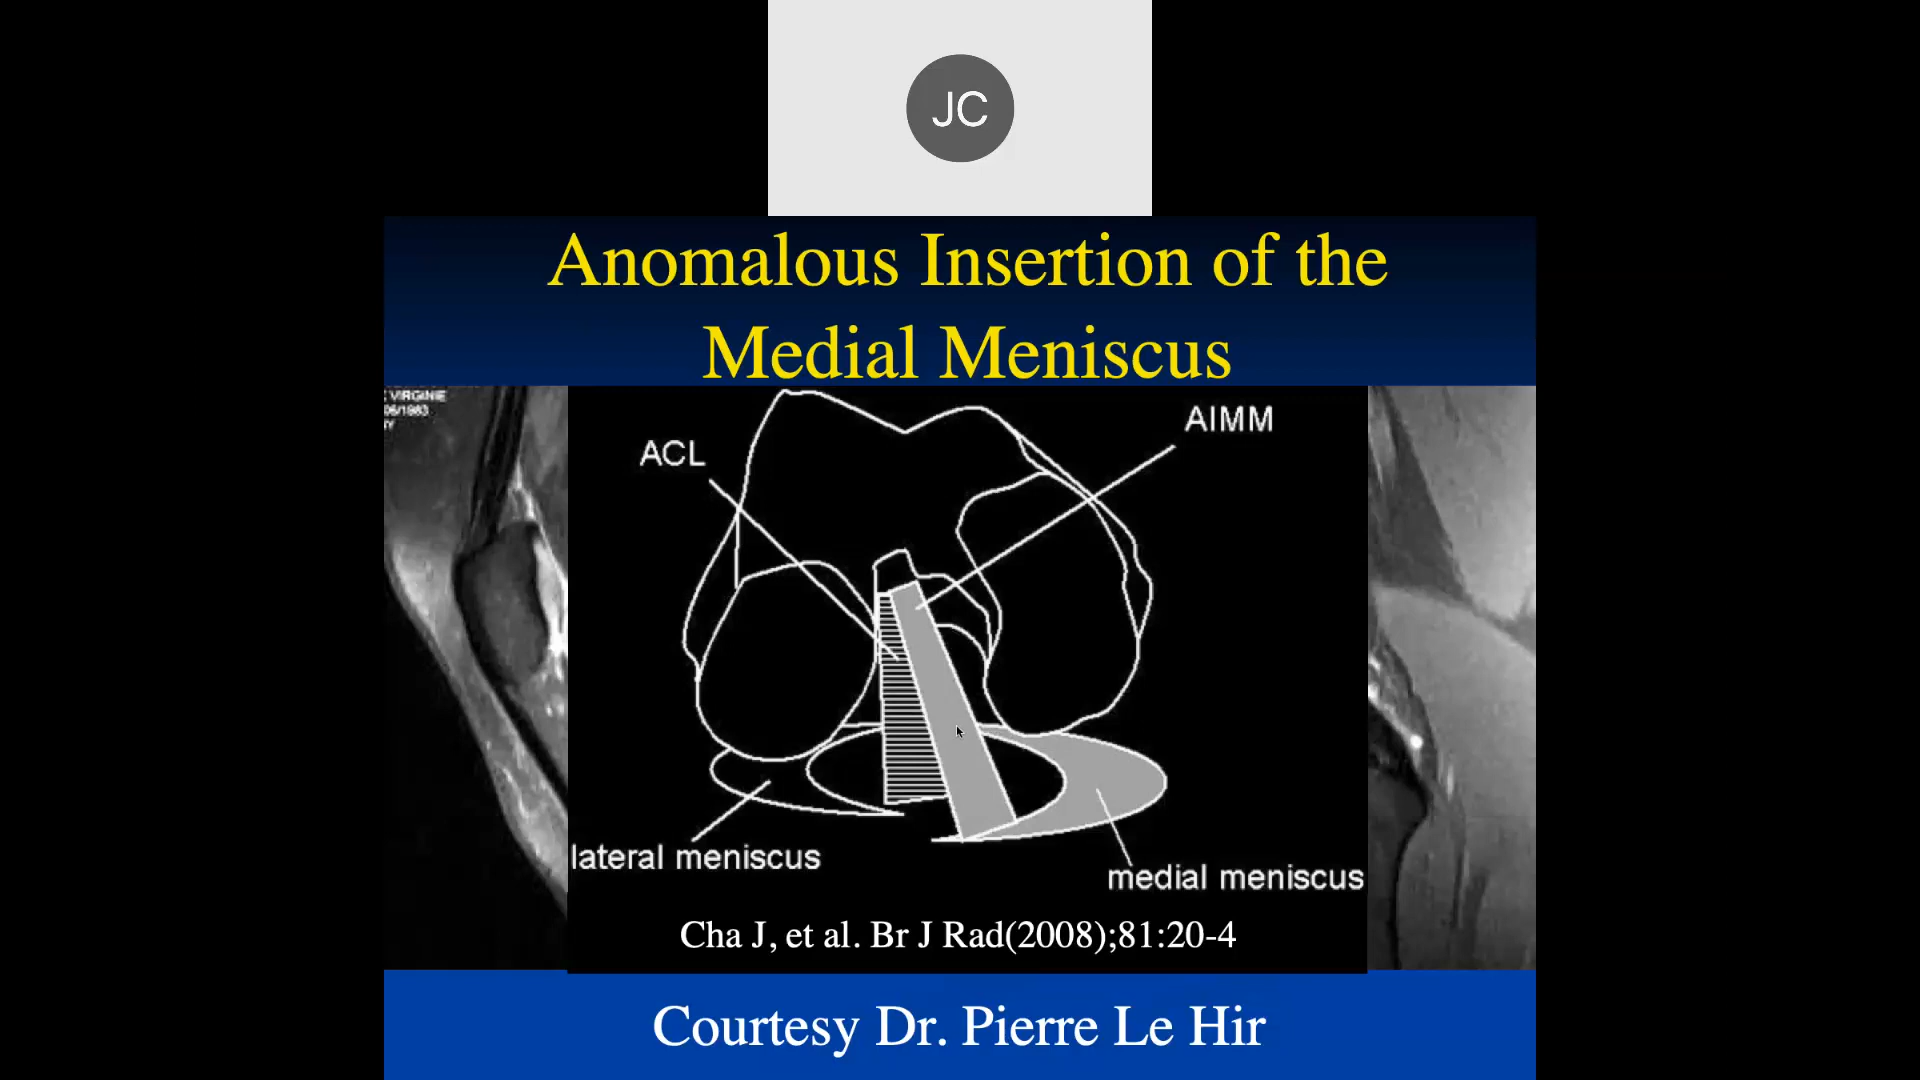 JC
Anomalous Insertion of the
Medial Meniscus
VIRGINIE
ACL
AIMM
lateral meniscus
medial meniscus
Cha J, et al. Br J Rad(2008);81:20-4
Courtesy Dr. Pierre Le Hir